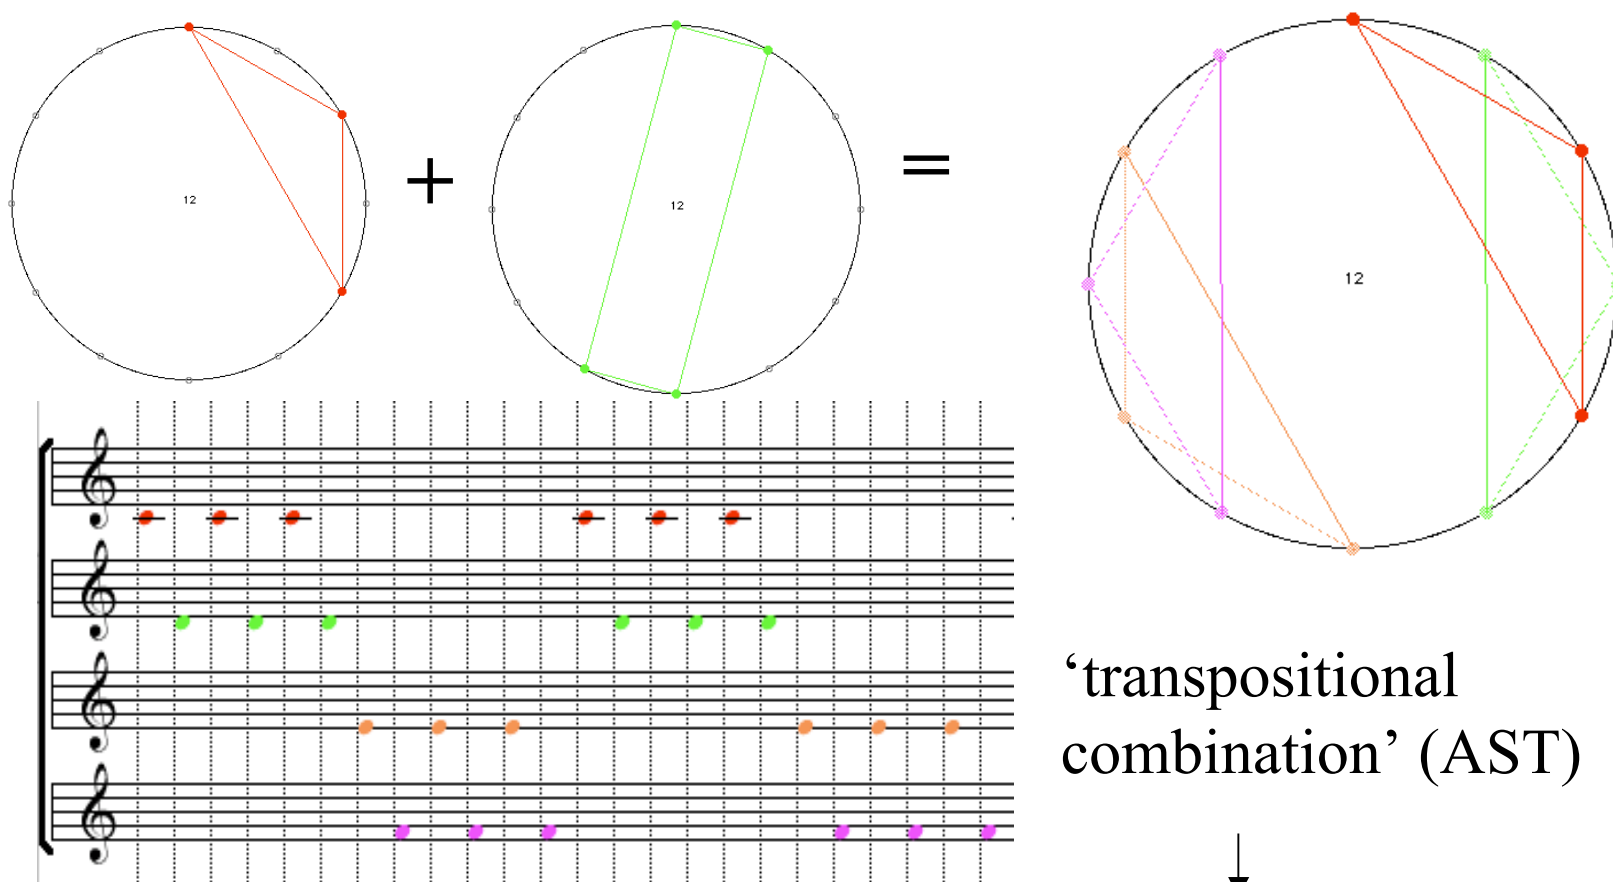 12
+
12
=
12
‘transpositional
combination’ (AST)